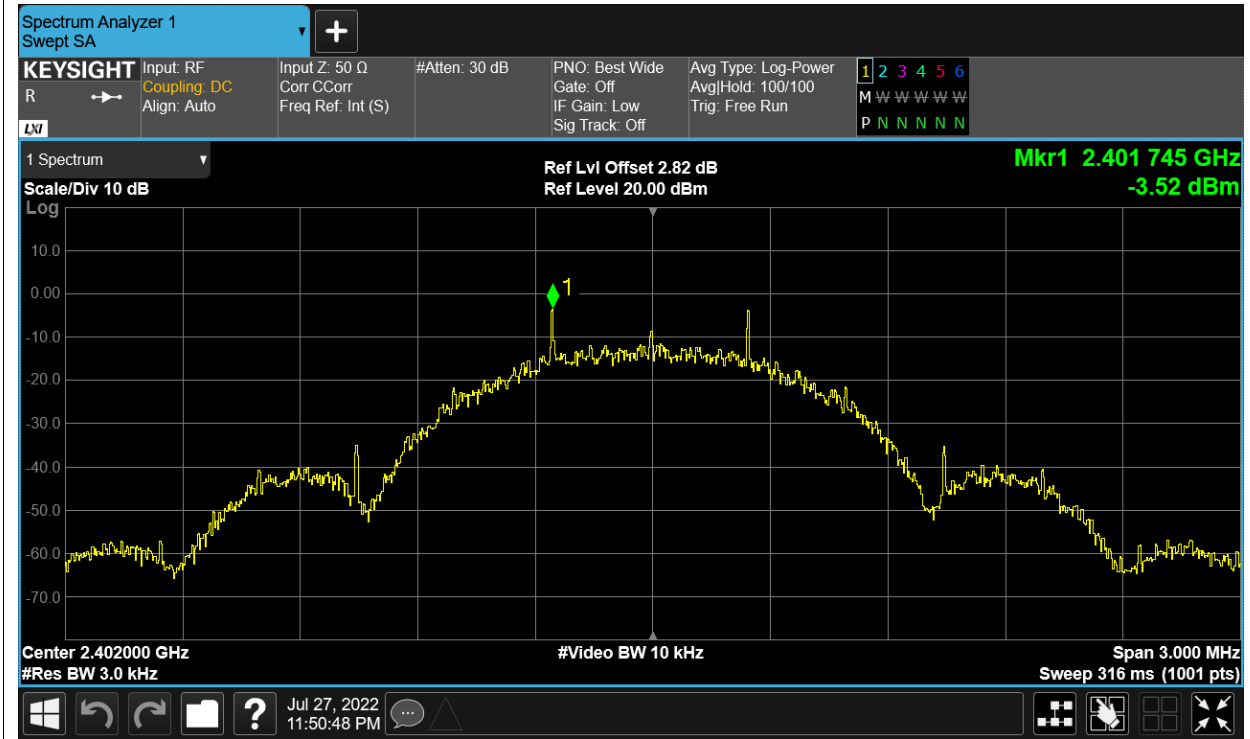 Spectrum Analyzer 1
Swept SA
+
KEYSIGHT
R
LXI
Input: RF
Coupling: DC
Align: Auto
Input Z: 50 Ω
Corr CCorr
Freq Ref: Int (S)
#Atten: 30 dB
PNO: Best Wide
Gate: Off
IF Gain: Low
Sig Track: Off
Avg Type: Log-Power
Avg|Hold: 100/100
Trig: Free Run
1 2 3 4 5 6
M W W W W W
P N N N N N
1 Spectrum
Scale/Div 10 dB
Log
Ref Lvl Offset 2.82 dB
Ref Level 20.00 dBm
Mkr1 2.401 745 GHz
-3.52 dBm
1
10.0
0.00
-10.0
-20.0
-30.0
-40.0
-50.0
-60.0
-70.0
Center 2.402000 GHz
#Video BW 10 kHz
Span 3.000 MHz
#Res BW 3.0 kHz
Sweep 316 ms (1001 pts)
?
Jul 27, 2022
11:50:48 PM